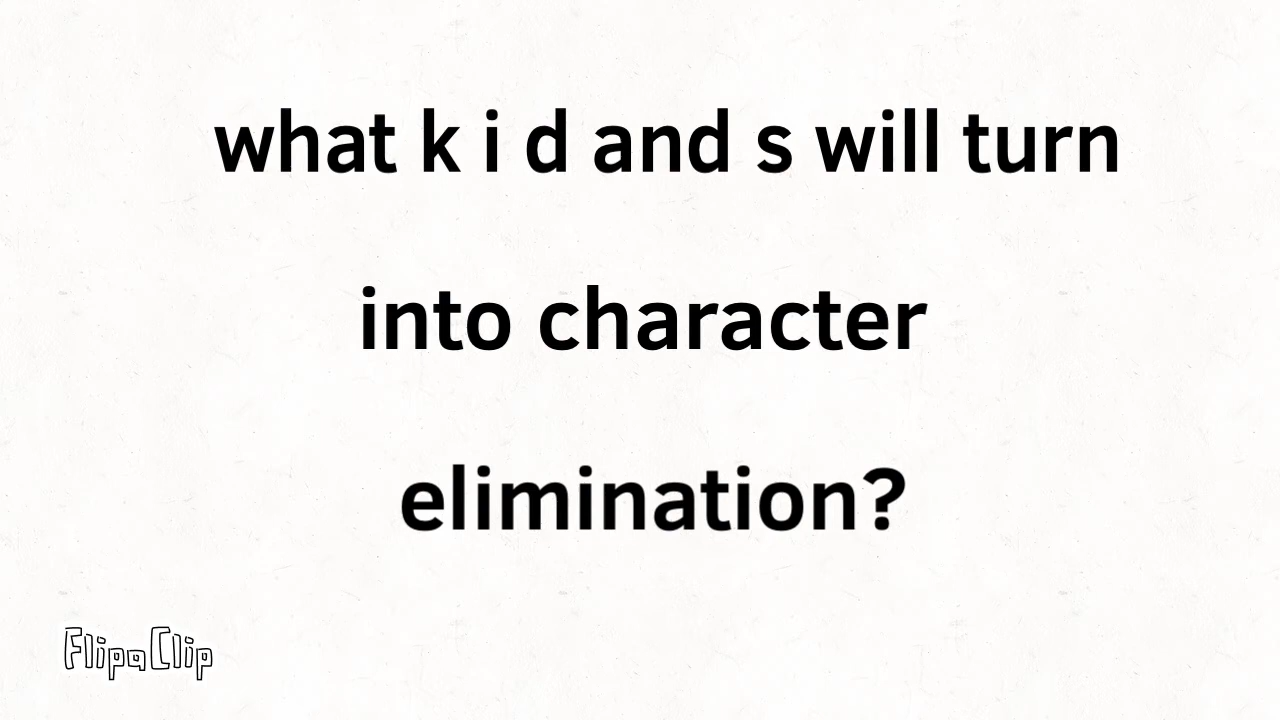 what k i d and s will turn
into character
elimination?
FlipaClip